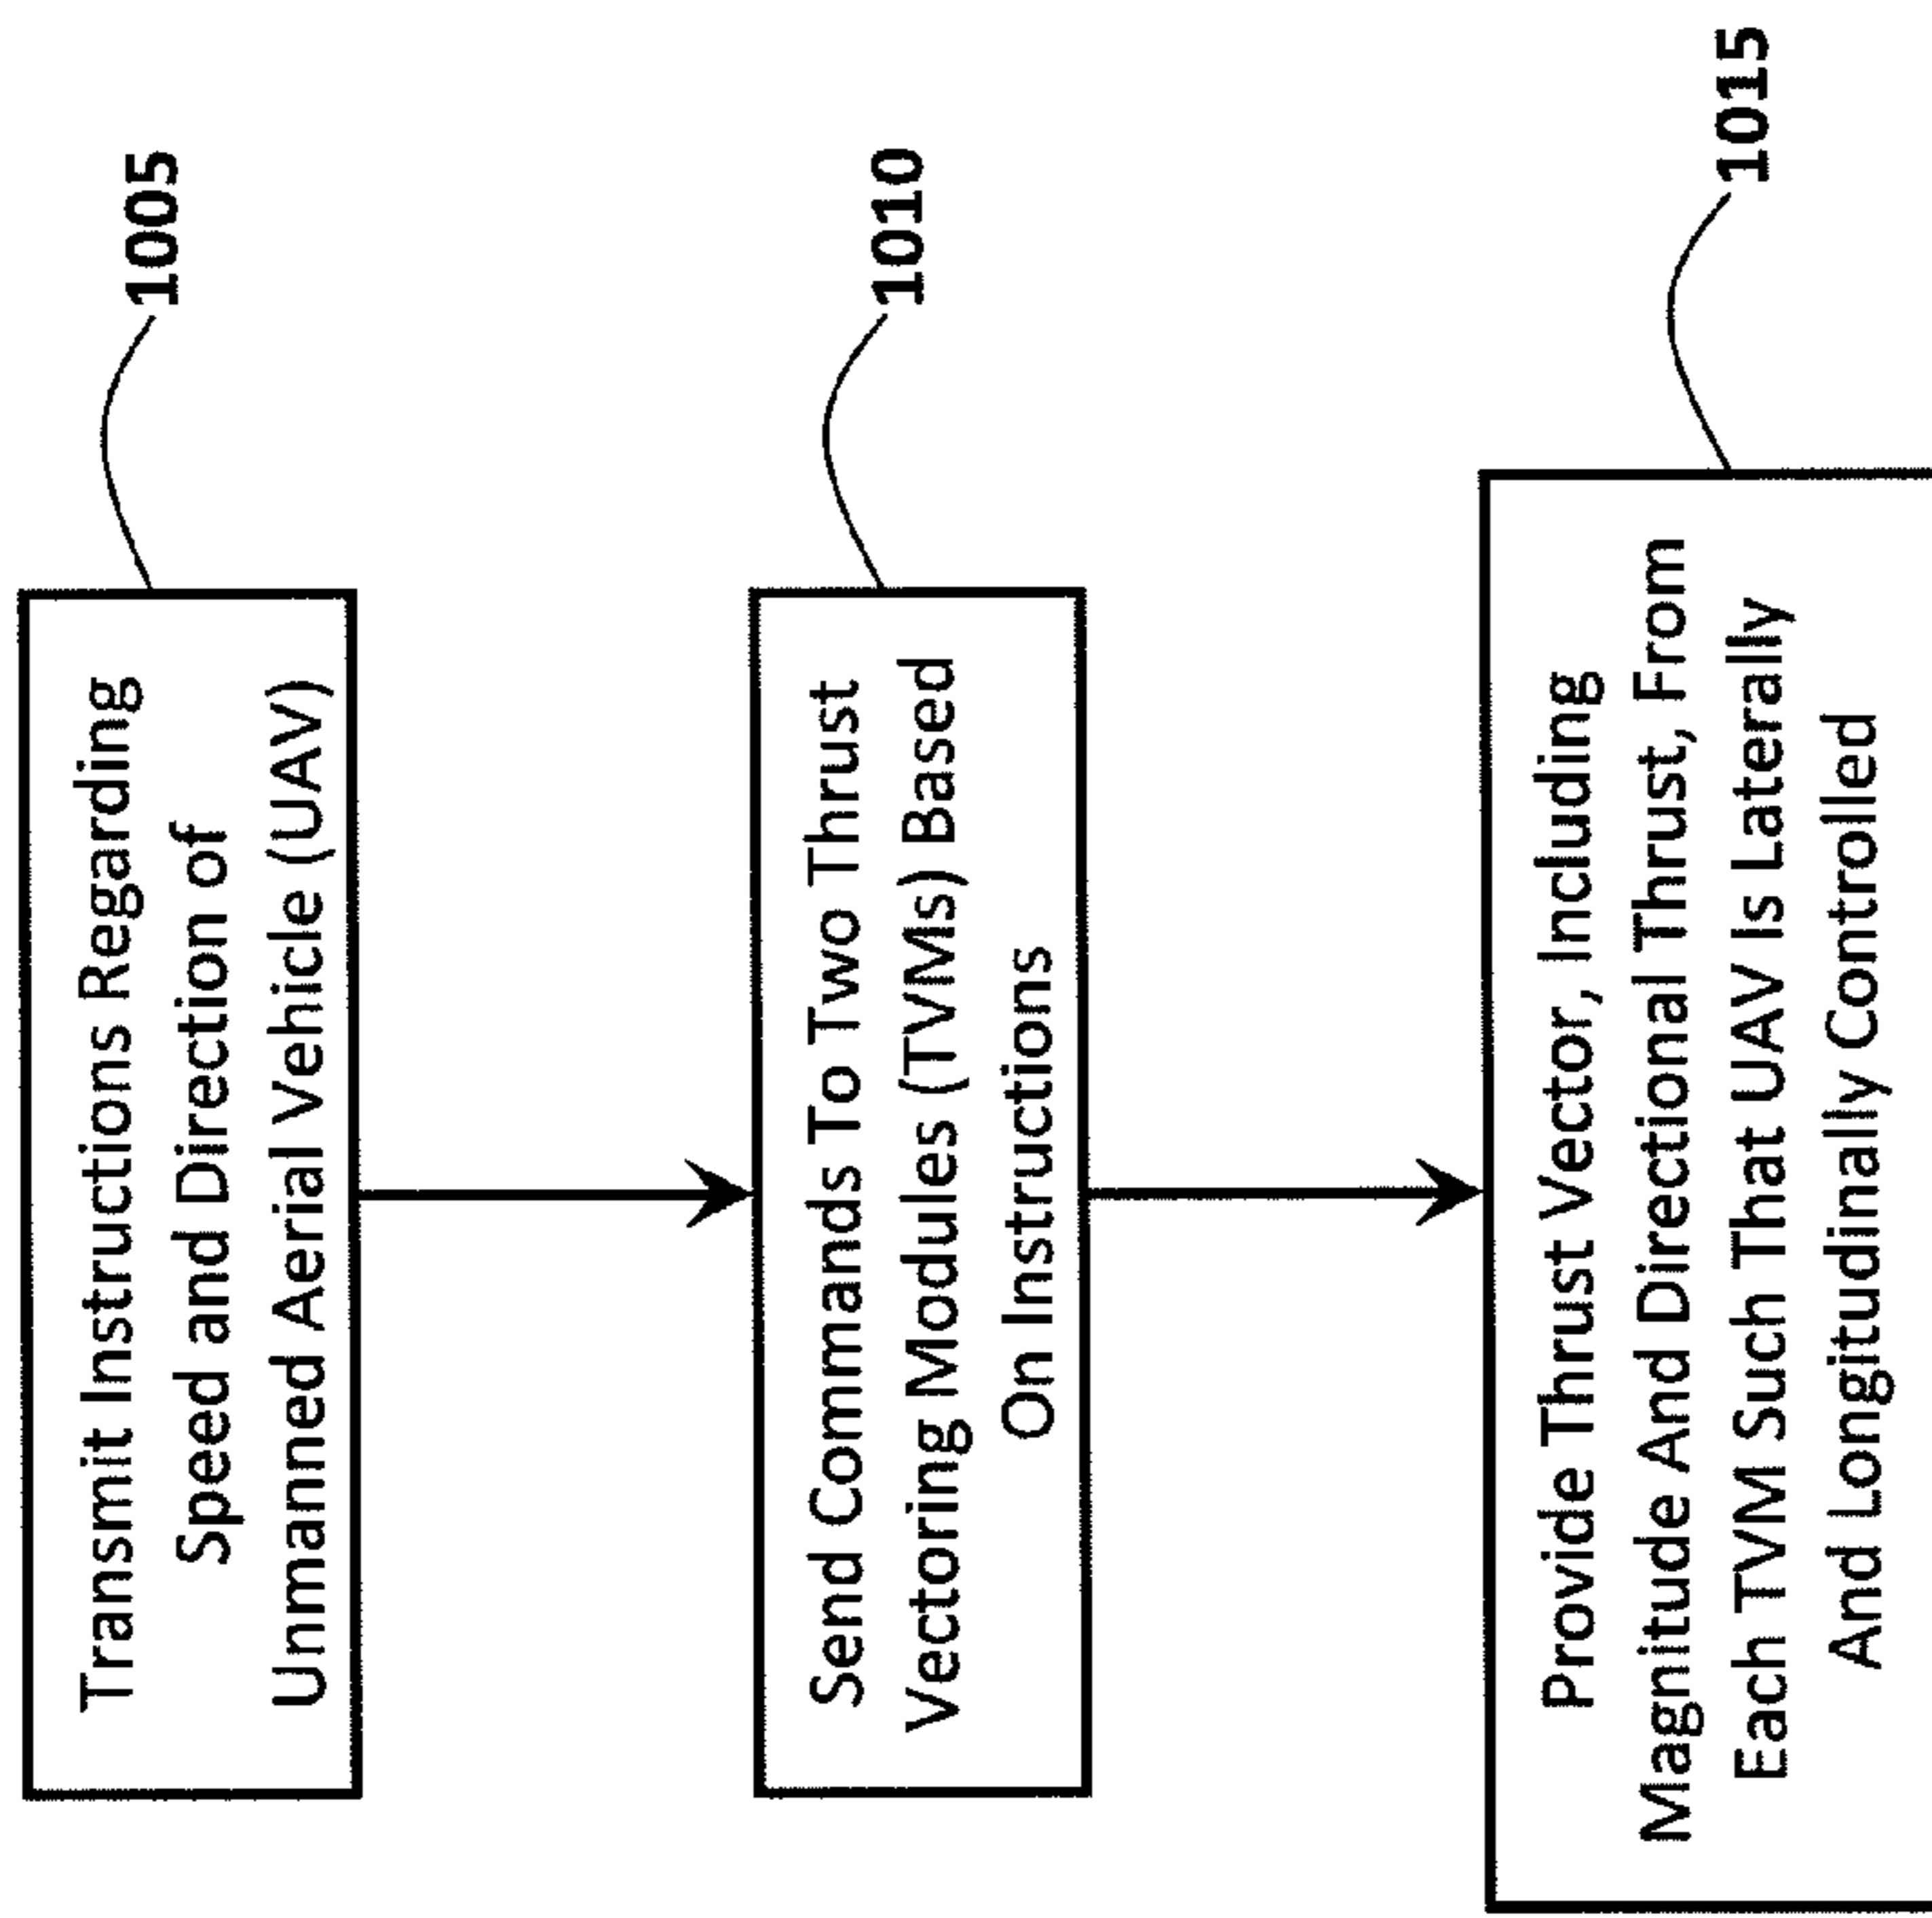 Transmit Instructions Regarding
Speed and Direction of
Unmanned Aerial Vehicle (UAV)
1005
Send Commands To Two Thrust
Vectoring Modules (TVMs) Based
On Instructions
1010
Provide Thrust Vector, Including
Magnitude And Directional Thrust, From
Each TVM Such That UAV Is Laterally
And Longitudinally Controlled
1015